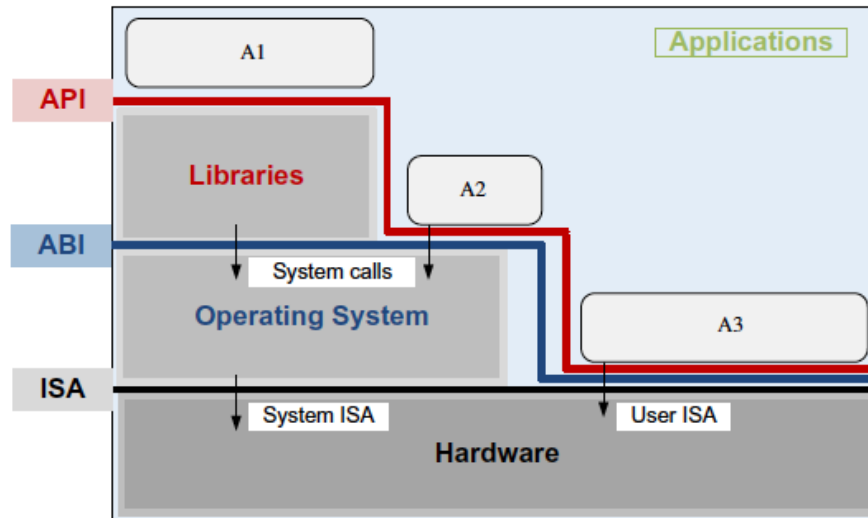 A1
Applications
API
Libraries
A2
ABI
System calls
Operating System
A3
ISA
System ISA
User ISA
Hardware